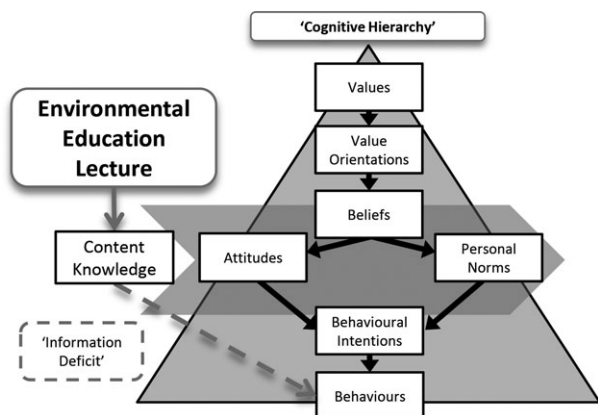 ‘Cognitive Hierarchy’
Environmental
Education
Lecture
Values
Value
Orientations
Beliefs
Content
Knowledge
Attitudes
Personal
Norms
‘Information
Deficit’
Behavioural
Intentions
Behaviours